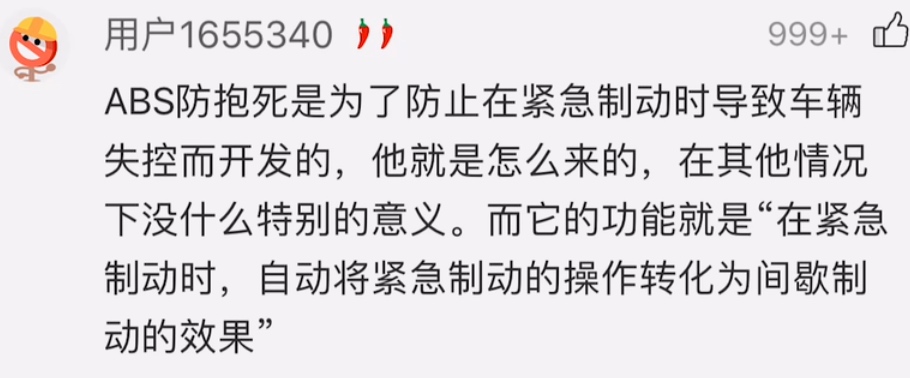 用户1655340 🌶️🌶️
999+
ABS防抱死是为了防止在紧急制动时导致车辆
失控而开发的，他就是怎么来的，在其他情况
下没什么特别的意义。而它的功能就是“在紧急
制动时，自动将紧急制动的操作转化为间歇制
动的效果”